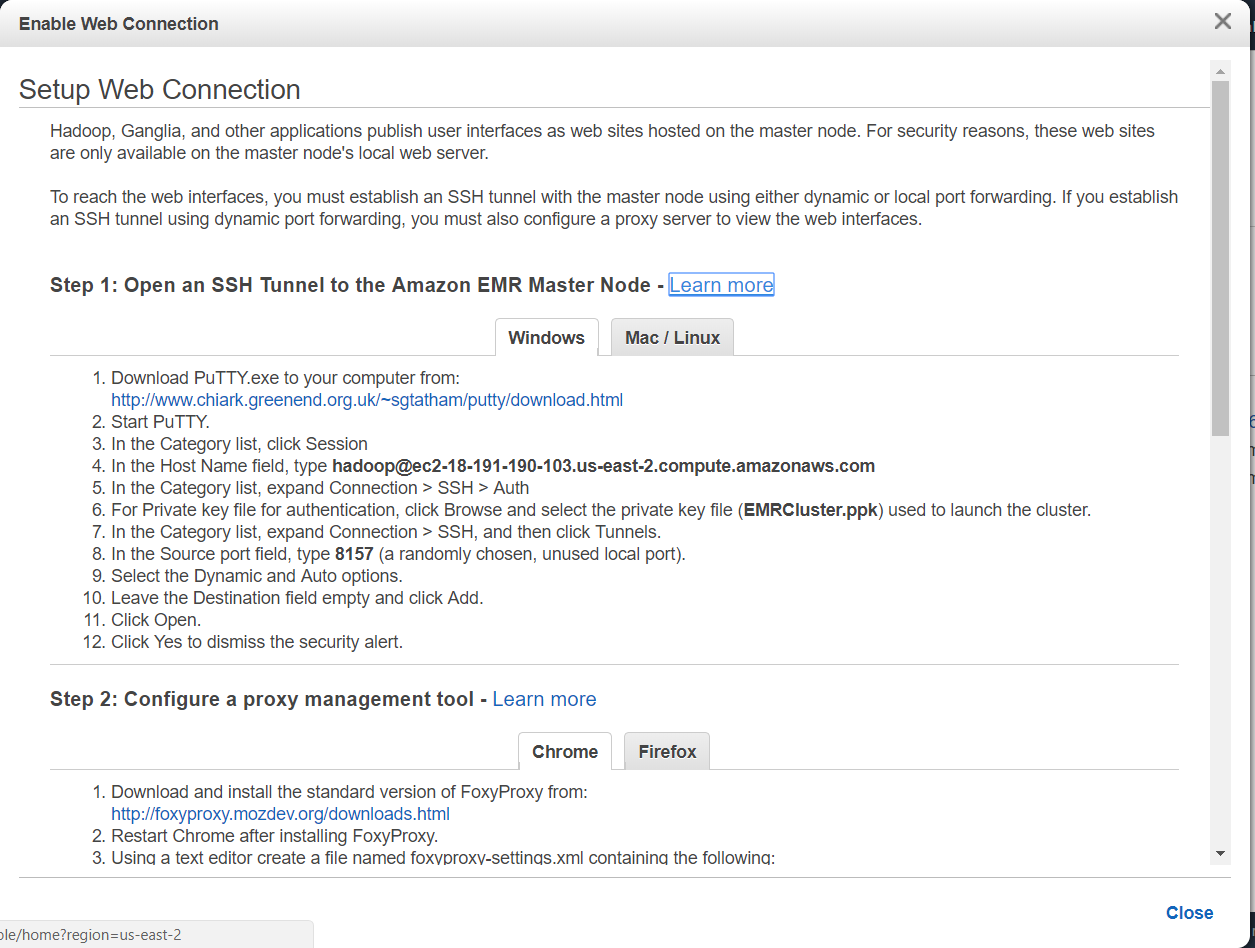 Enable Web Connection
Setup Web Connection
Hadoop, Ganglia, and other applications publish user interfaces as web sites hosted on the master node. For security reasons, these web sites
are only available on the master node's local web server.
To reach the web interfaces, you must establish an SSH tunnel with the master node using either dynamic or local port forwarding. If you establish
an SSH tunnel using dynamic port forwarding, you must also configure a proxy server to view the web interfaces.
Step 1: Open an SSH Tunnel to the Amazon EMR Master Node - Learn more
Windows Mac / Linux
1. Download PuTTY.exe to your computer from:
http://www.chiark.greenend.org.uk/~sgtatham/putty/download.html
2. Start PuTTY.
3. In the Category list, click Session
4. In the Host Name field, type hadoop@ec2-18-191-190-103.us-east-2.compute.amazonaws.com
5. In the Category list, expand Connection > SSH > Auth
6. For Private key file for authentication, click Browse and select the private key file (EMRCluster.ppk) used to launch the cluster.
7. In the Category list, expand Connection > SSH, and then click Tunnels.
8. In the Source port field, type 8157 (a randomly chosen, unused local port).
9. Select the Dynamic and Auto options.
10. Leave the Destination field empty and click Add.
11. Click Open.
12. Click Yes to dismiss the security alert.
Step 2: Configure a proxy management tool - Learn more
Chrome Firefox
1. Download and install the standard version of FoxyProxy from:
http://foxyproxy.mozdev.org/downloads.html
2. Restart Chrome after installing FoxyProxy.
3. Using a text editor create a file named foxyproxy-settings.xml containing the following:
Close
ole/home?region=us-east-2